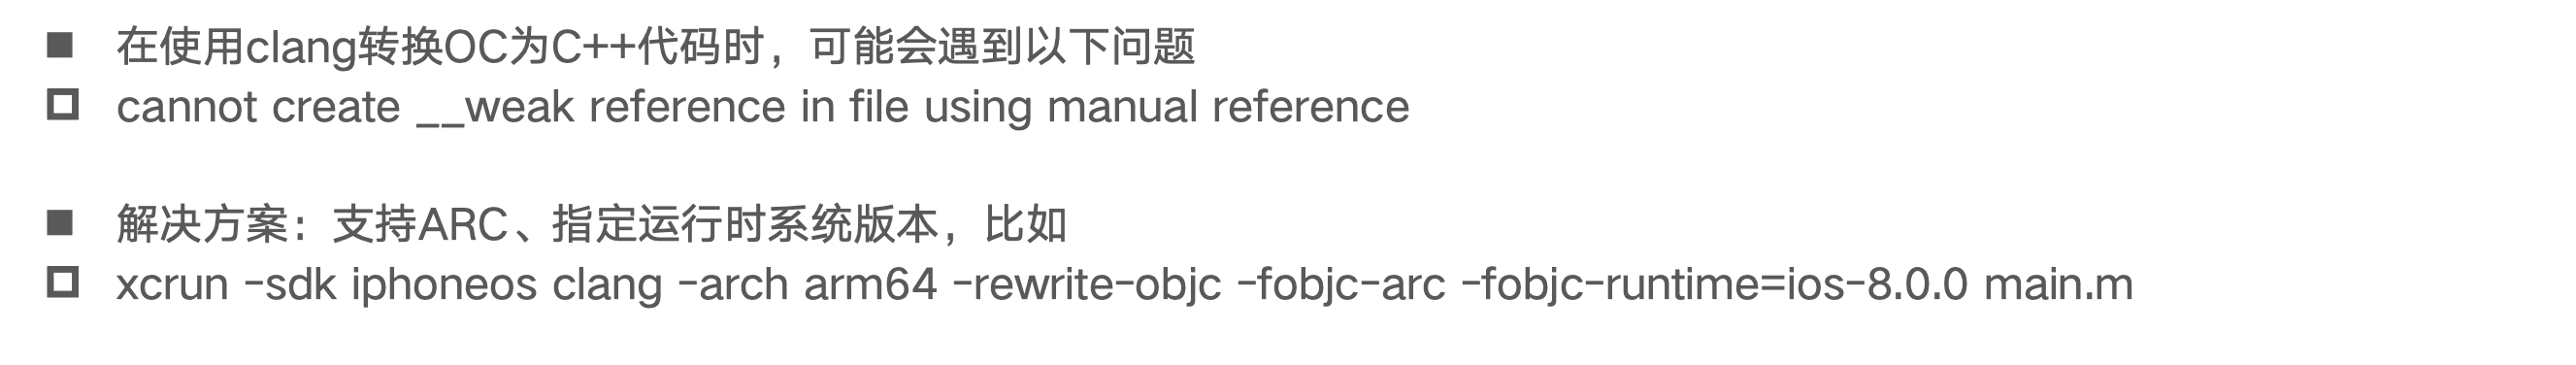 在使用clang转换OC为C++代码时，可能会遇到以下问题
cannot create __weak reference in file using manual reference
解决方案：支持ARC、指定运行时系统版本，比如
xcrun -sdk iphoneos clang -arch arm64 -rewrite-objc -fobjc-arc -fobjc-runtime=ios-8.0.0 main.m